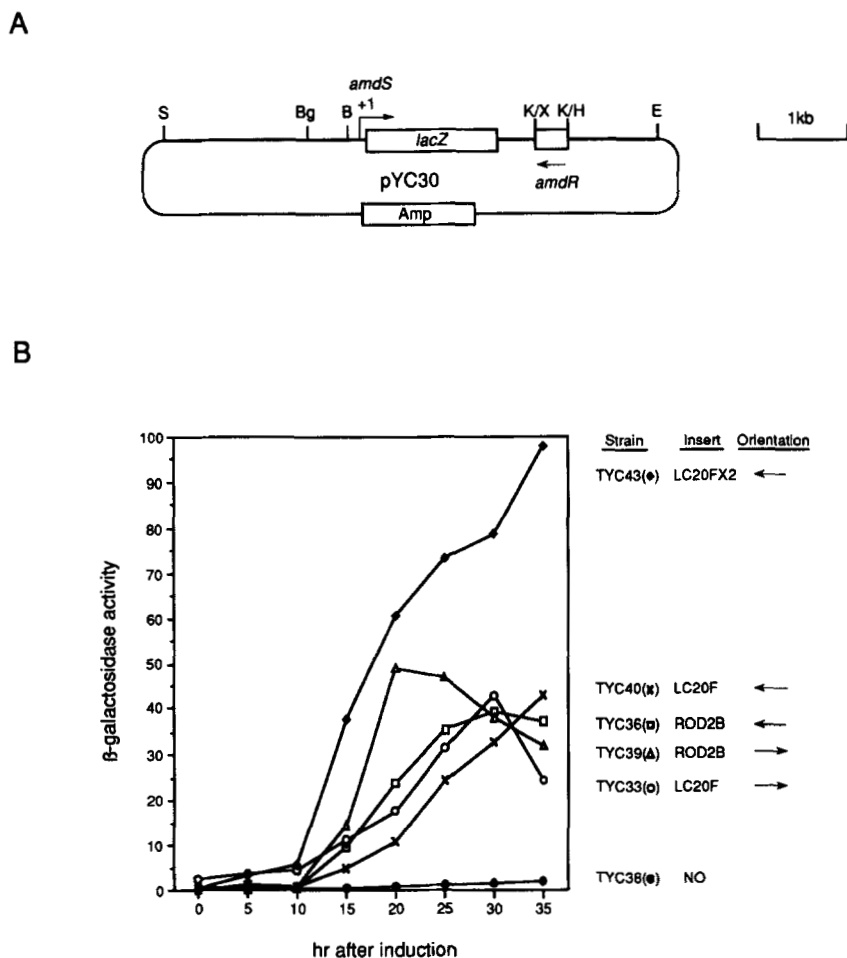 A
amdS
S Bg B +1 K/X K/H E 1kb
lacZ
pYC30 amdR
Amp
B
100
90
80
70
60
50
40
30
20
10
0
β-galactosidase activity
0 5 10 15 20 25 30 35
hr after induction
Strain Insert Orientation
TYC43(◆) LC20FX2 ←
TYC40(x) LC20F ←
TYC36(□) ROD2B ←
TYC39(△) ROD2B →
TYC33(○) LC20F →
TYC38(●) NO